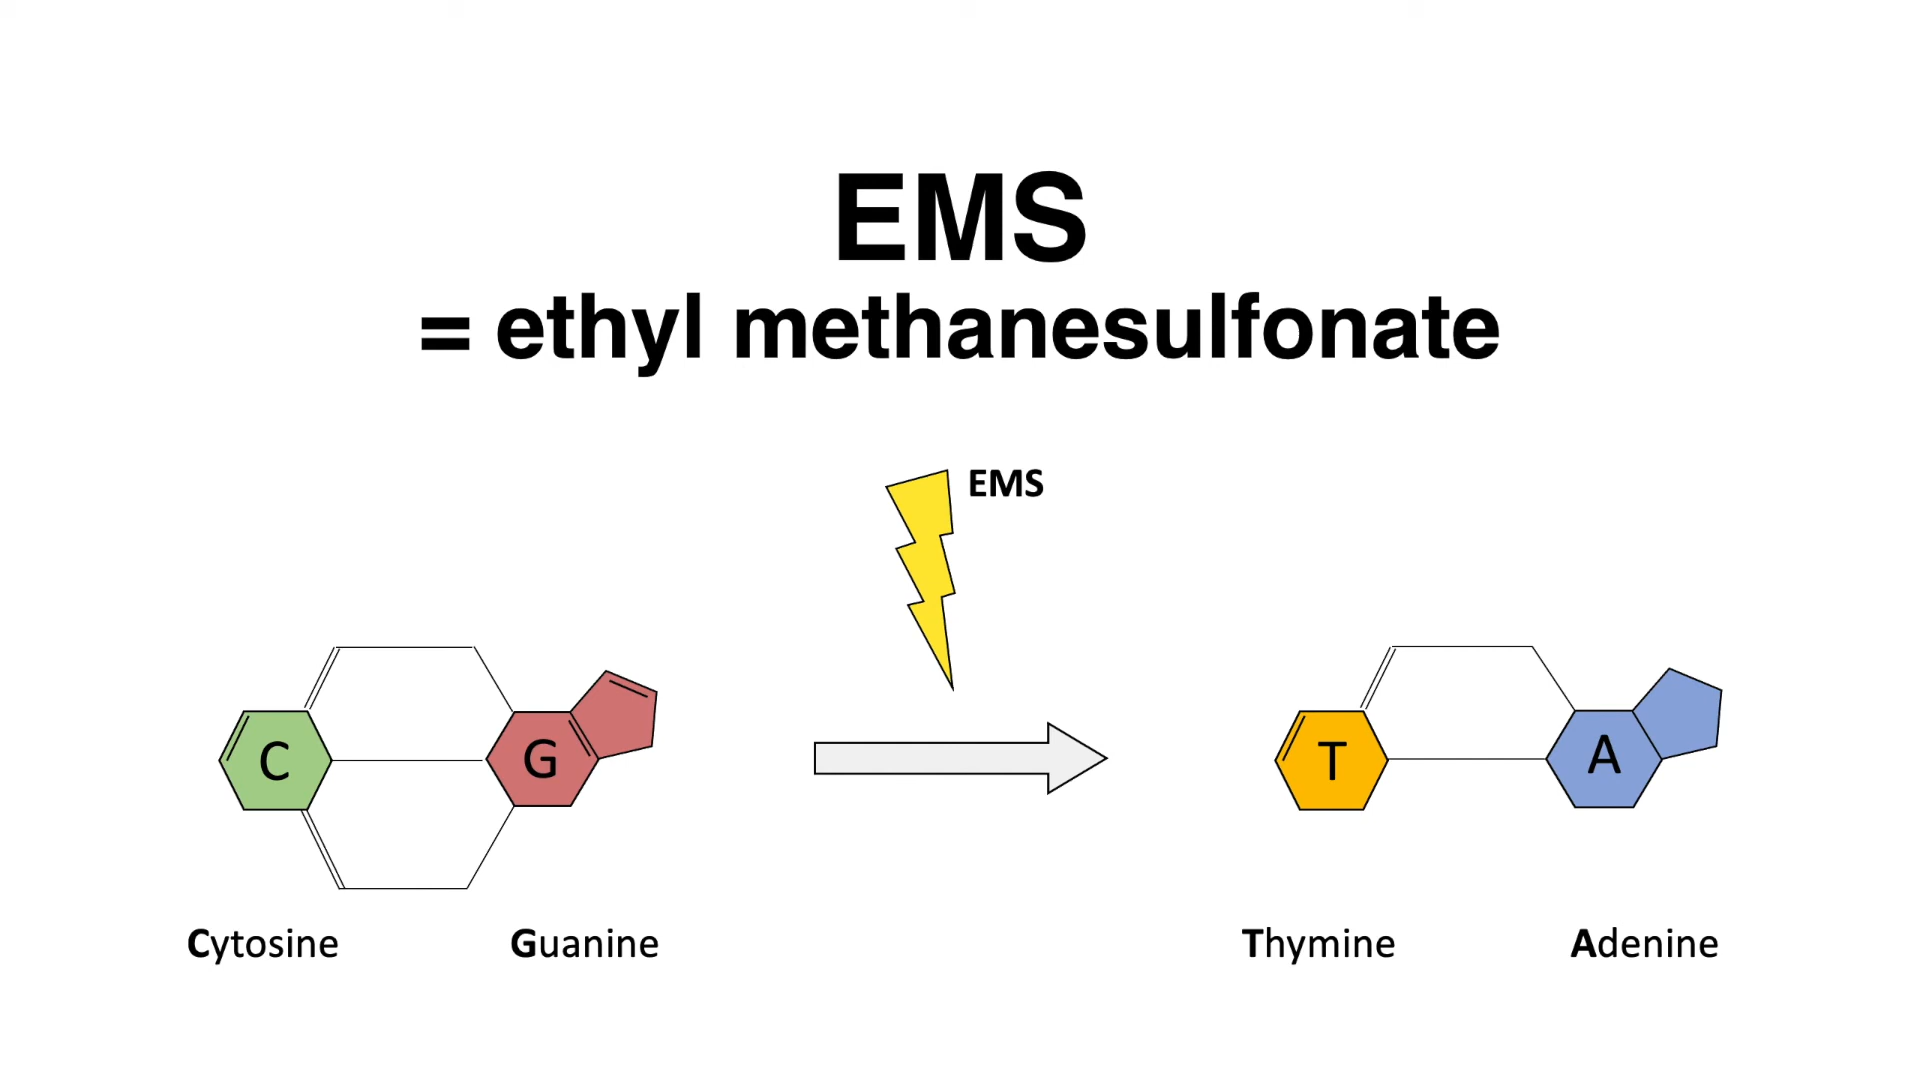 EMS
= ethyl methanesulfonate
EMS
C
G
T
A
Cytosine
Guanine
Thymine
Adenine